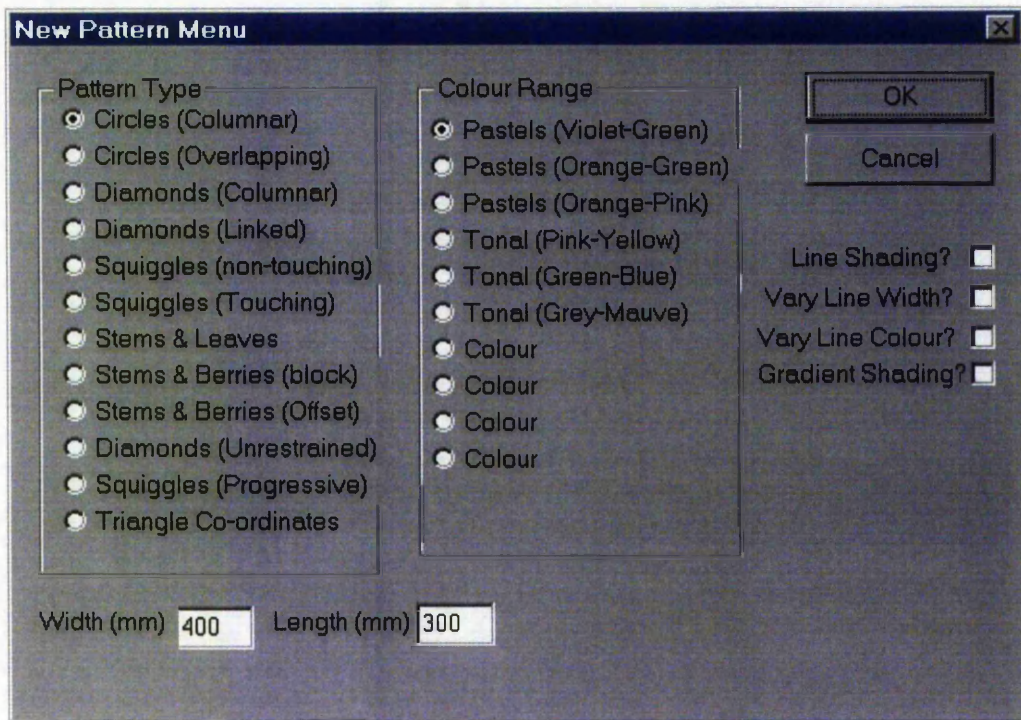 New Pattern Menu
Pattern Type
Circles (Columnar)
Circles (Overlapping)
Diamonds (Columnar)
Diamonds (Linked)
Squiggles (non-touching)
Squiggles (Touching)
Stems & Leaves
Stems & Berries (block)
Stems & Berries (Offset)
Diamonds (Unrestrained)
Squiggles (Progressive)
Triangle Co-ordinates
Colour Range
Pastels (Violet-Green)
Pastels (Orange-Green)
Pastels (Orange-Pink)
Tonal (Pink-Yellow)
Tonal (Green-Blue)
Tonal (Grey-Mauve)
Colour
Colour
Colour
Colour
OK
Cancel
Line Shading?
Vary Line Width?
Vary Line Colour?
Gradient Shading?
Width (mm) 400 Length (mm) 300